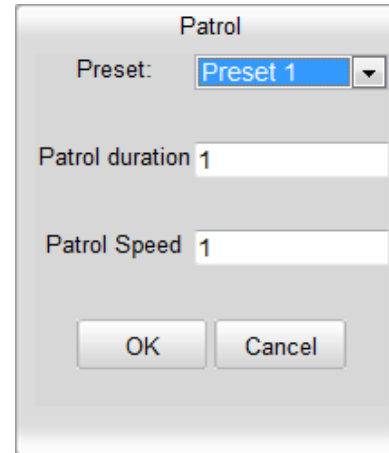 Patrol
Preset: Preset 1
Patrol duration 1
Patrol Speed 1
OK Cancel